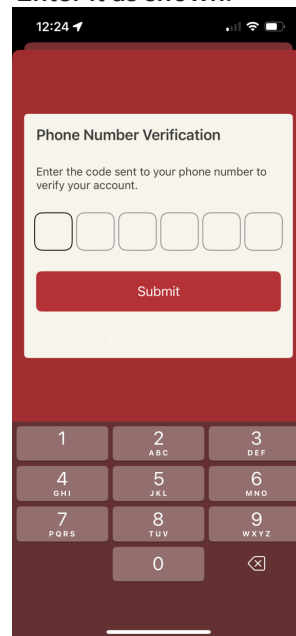 Enter it as shown.
12:24
Phone Number Verification
Enter the code sent to your phone number to
verify your account.
Submit
1
2
ABC
3
DEF
4
GHI
5
JKL
6
MNO
7
PQRS
8
TUV
9
WXYZ
0